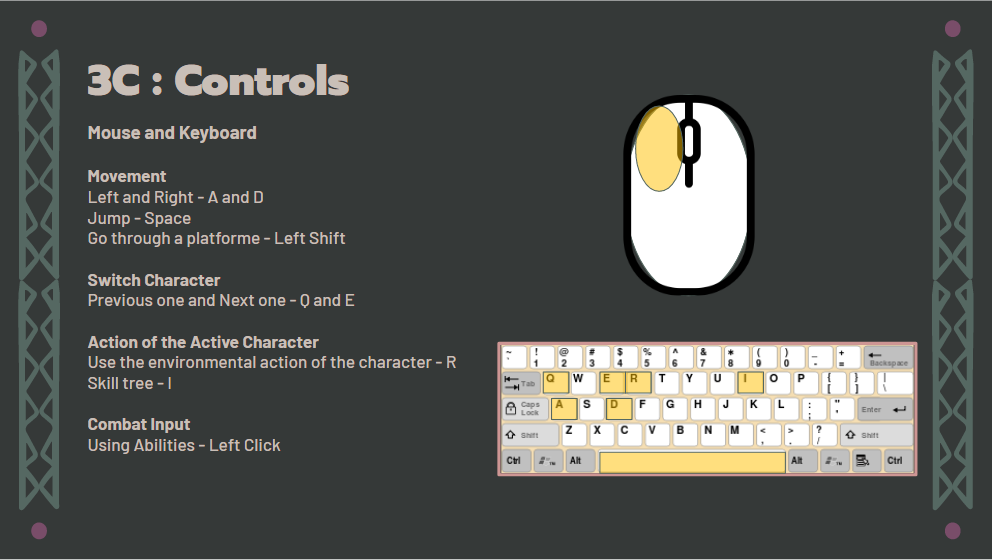 3C : Controls
Mouse and Keyboard
Movement
Left and Right - A and D
Jump - Space
Go through a platforme - Left Shift
Switch Character
Previous one and Next one - Q and E
Action of the Active Character
Use the environmental action of the character - R
Skill tree - I
Combat Input
Using Abilities - Left Click
~ ! @ # $ % ^ & * ( ) _ +
` 1 2 3 4 5 6 7 8 9 0 - = Backspace
Tab Q W E R T Y U I O P { } |
[ ] \
Caps Lock A S D F G H J K L : " Enter
; '
Shift Z X C V B N M < > ? Shift
, . /
Ctrl Alt Alt Ctrl